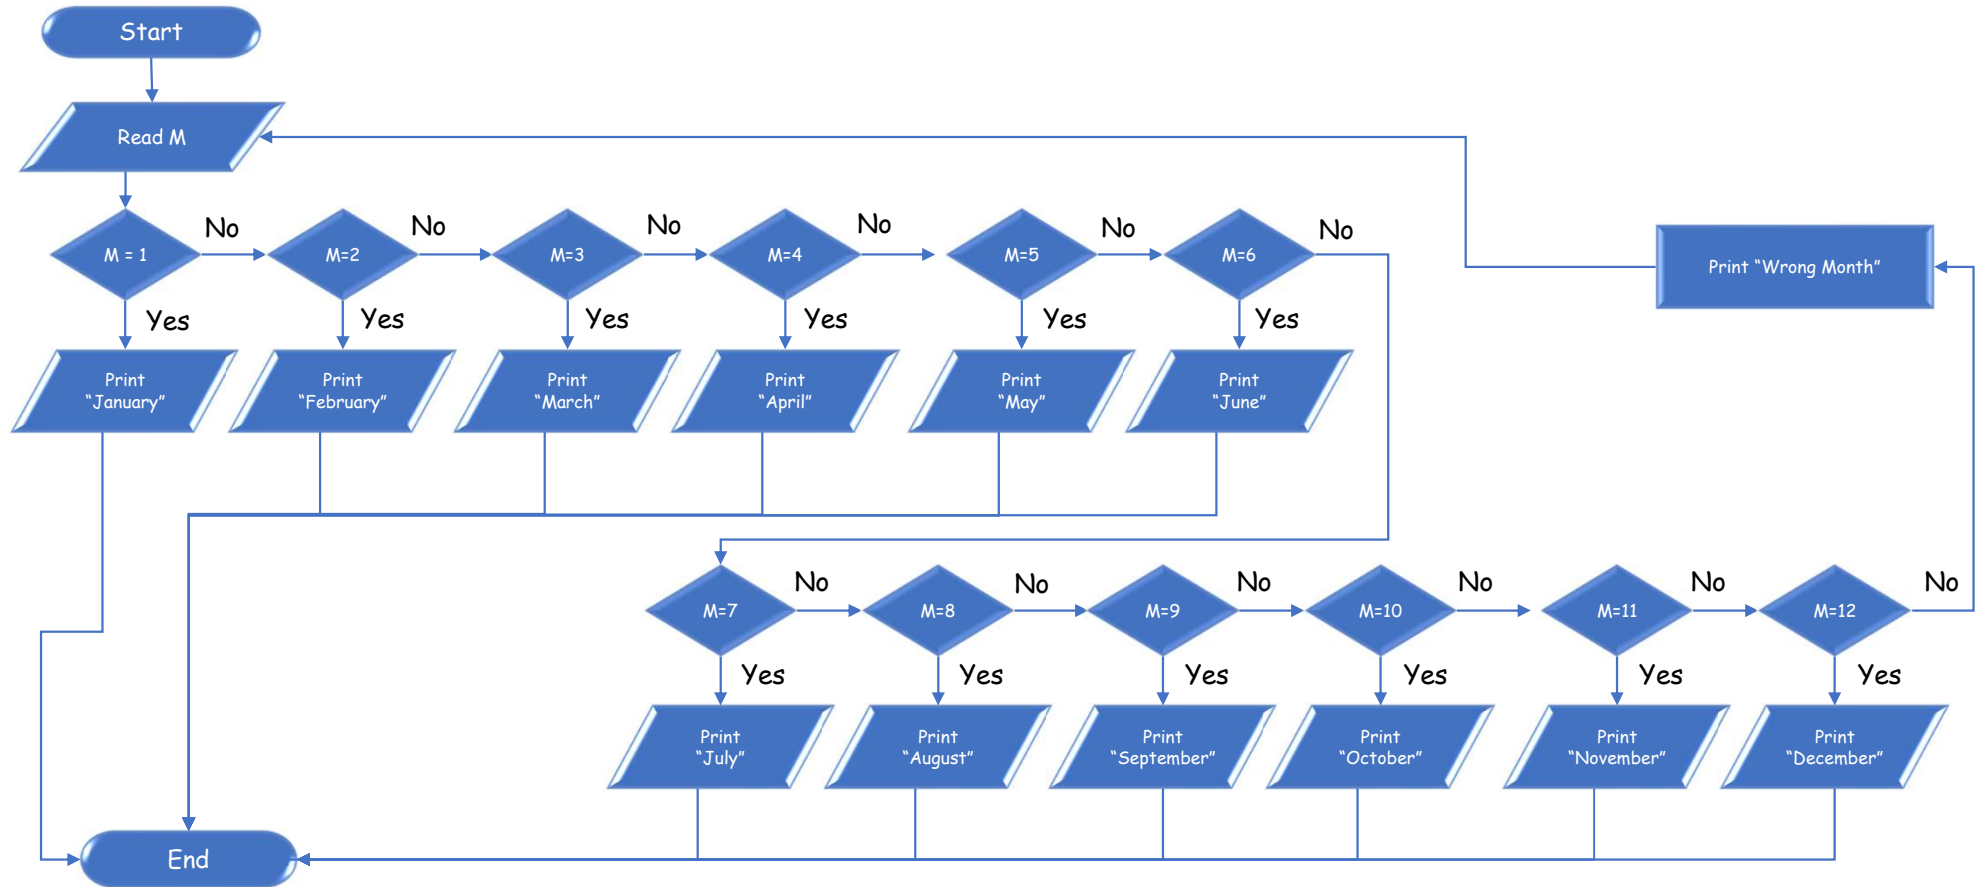 Start
Read M
No
No
No
No
No
No
M = 1
M=2
M=3
M=4
M=5
M=6
Print “Wrong Month”
Yes
Yes
Yes
Yes
Yes
Yes
Print
“January”
Print
“February”
Print
“March”
Print
“April”
Print
“May”
Print
“June”
No
No
No
No
No
No
M=7
M=8
M=9
M=10
M=11
M=12
Yes
Yes
Yes
Yes
Yes
Yes
Print
“July”
Print
“August”
Print
“September”
Print
“October”
Print
“November”
Print
“December”
End